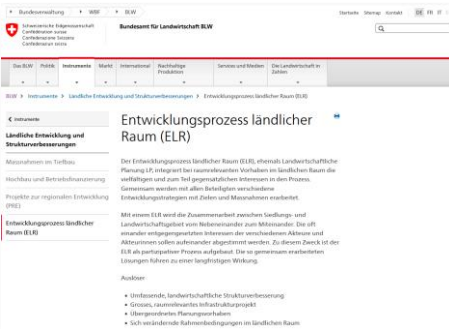 Bundesverwaltung WBF BLW
Startseite Sitemap Kontakt DE FR IT
Schweizerische Eidgenossenschaft
Confédération suisse
Confederazione Svizzera
Confederaziun svizra
Bundesamt für Landwirtschaft BLW
Das BLW Politik Instrumente Markt International Nachhaltige Produktion Services und Medien Die Landwirtschaft in Zahlen
BLW > Instrumente > Ländliche Entwicklung und Strukturverbesserungen > Entwicklungsprozess ländlicher Raum (ELR)
Instrumente
Ländliche Entwicklung und
Strukturverbesserungen
Massnahmen im Tiefbau
Hochbau und Betriebsfinanzierung
Projekte zur regionalen Entwicklung
(PRE)
Entwicklungsprozess ländlicher
Raum (ELR)
Entwicklungsprozess ländlicher
Raum (ELR)
Der Entwicklungsprozess ländlicher Raum (ELR), ehemals Landwirtschaftliche
Planung LP, integriert bei raumrelevanten Vorhaben im ländlichen Raum die
vielfältigen und zum Teil gegensätzlichen Interessen in den Prozess.
Gemeinsam werden mit allen Beteiligten verschiedene
Entwicklungsstrategien mit Zielen und Massnahmen erarbeitet.
Mit einem ELR wird die Zusammenarbeit zwischen Siedlungs- und
Landwirtschaftsgebiet vom Nebeneinander zum Miteinander. Die oft
einander entgegengesetzten Interessen der verschiedenen Akteure und
Akteurinnen sollen aufeinander abgestimmt werden. Zu diesem Zweck ist der
ELR als partizipativer Prozess aufgebaut. Die so gemeinsam erarbeiteten
Lösungen führen zu einer langfristigen Wirkung.
Auslöser
• Umfassende, landwirtschaftliche Strukturverbesserung
• Grosses, raumrelevantes Infrastrukturprojekt
• Übergeordnetes Planungsvorhaben
• Sich verändernde Rahmenbedingungen im ländlichen Raum